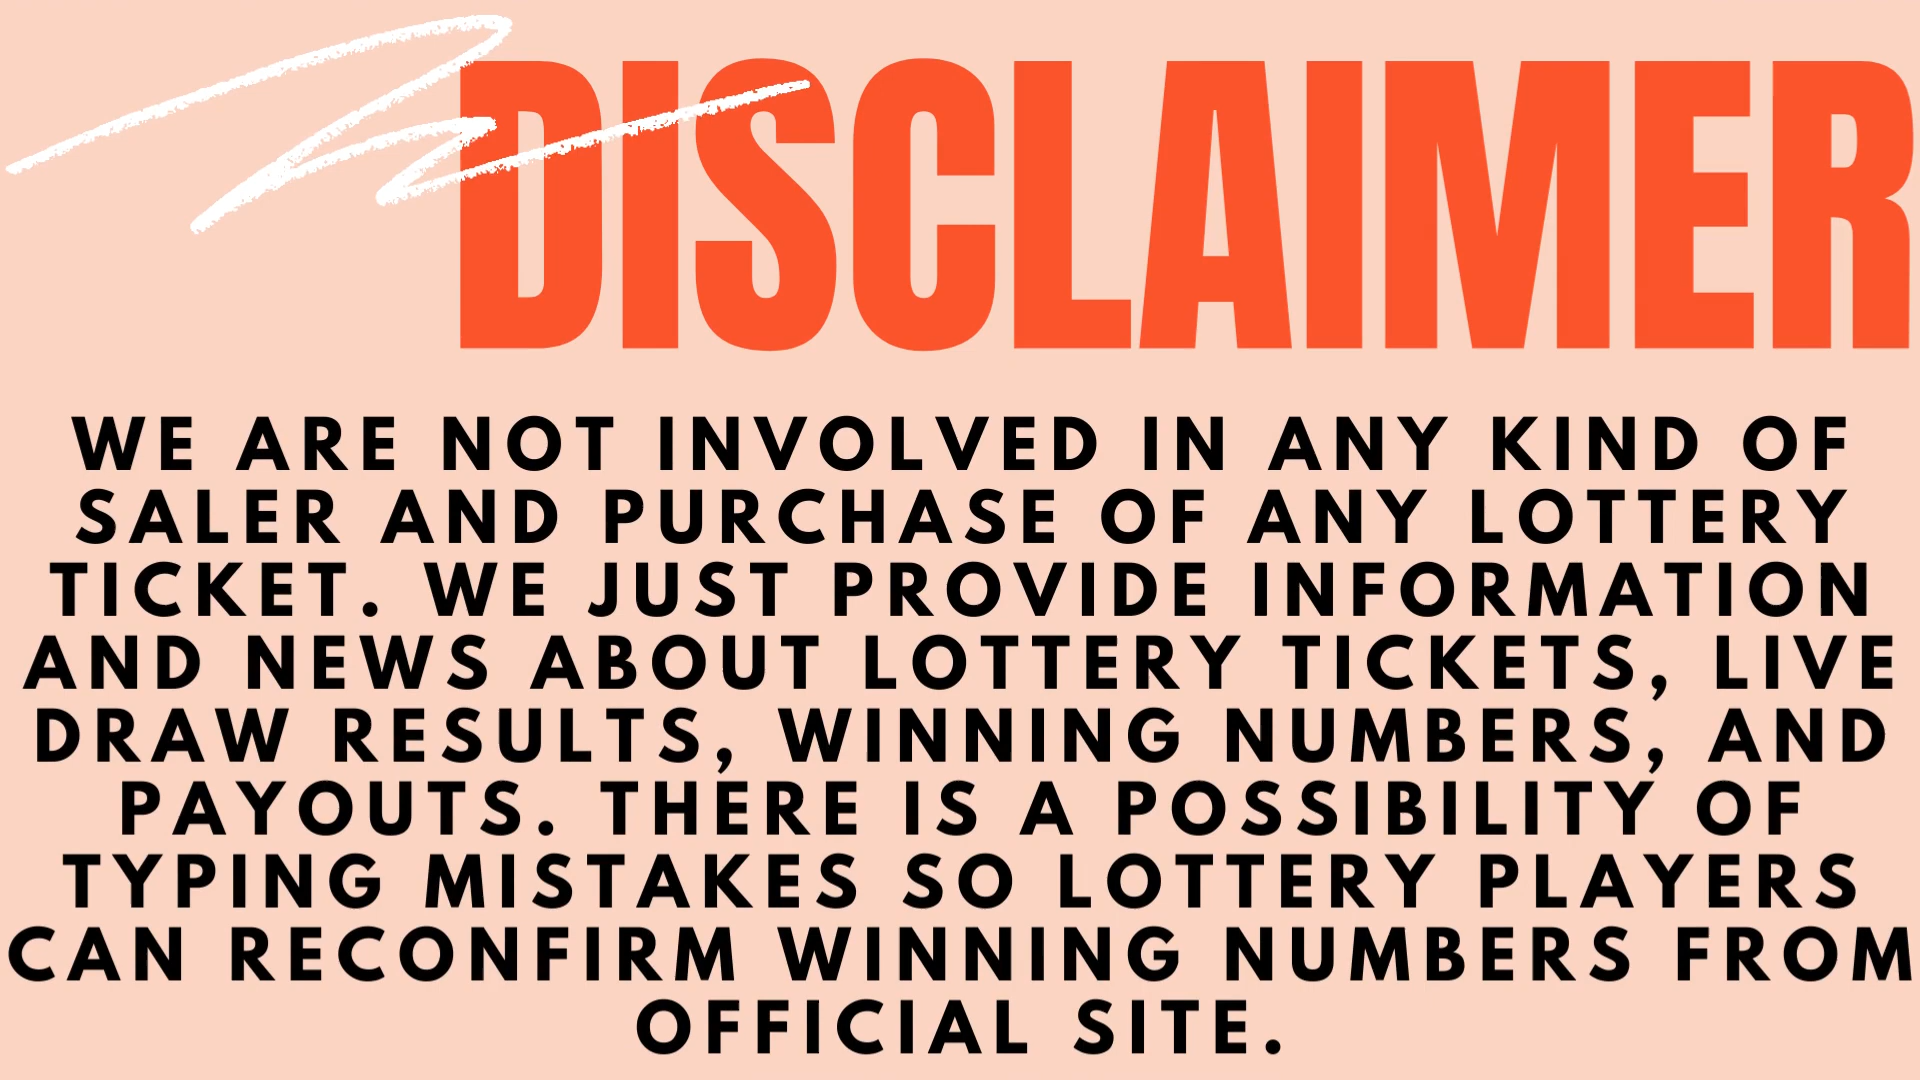 DISCLAIMER
WE ARE NOT INVOLVED IN ANY KIND OF
SALER AND PURCHASE OF ANY LOTTERY
TICKET. WE JUST PROVIDE INFORMATION
AND NEWS ABOUT LOTTERY TICKETS, LIVE
DRAW RESULTS, WINNING NUMBERS, AND
PAYOUTS. THERE IS A POSSIBILITY OF
TYPING MISTAKES SO LOTTERY PLAYERS
CAN RECONFIRM WINNING NUMBERS FROM
OFFICIAL SITE.